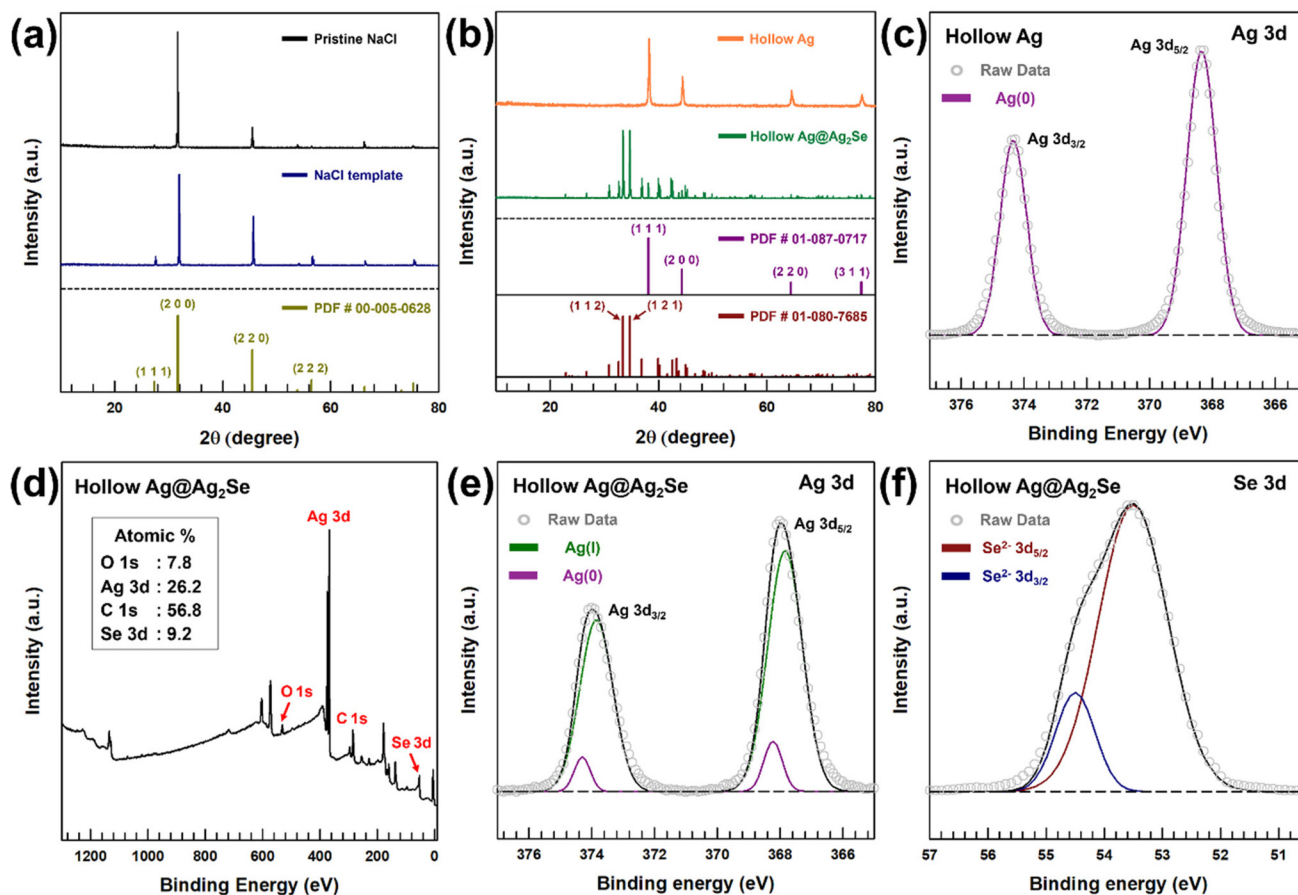 (a)
Pristine NaCl
NaCl template
PDF # 00-005-0628
(2 0 0)
(2 2 0)
(1 1 1)
(2 2 2)
Intensity (a.u.)
20 40 60 80
2θ (degree)
(b)
Hollow Ag
Hollow Ag@Ag₂Se
PDF # 01-087-0717
(1 1 1)
(2 0 0)
(2 2 0)
(3 1 1)
PDF # 01-080-7685
(1 1 2)
(1 2 1)
Intensity (a.u.)
20 40 60 80
2θ (degree)
(c)
Hollow Ag
Ag 3d
Raw Data
Ag(0)
Ag 3d₅/₂
Ag 3d₃/₂
Intensity (a.u.)
376 374 372 370 368 366
Binding Energy (eV)
(d)
Hollow Ag@Ag₂Se
Atomic %
O 1s : 7.8
Ag 3d : 26.2
C 1s : 56.8
Se 3d : 9.2
Ag 3d
O 1s
C 1s
Se 3d
Intensity (a.u.)
1200 1000 800 600 400 200 0
Binding Energy (eV)
(e)
Hollow Ag@Ag₂Se
Ag 3d
Raw Data
Ag(I)
Ag(0)
Ag 3d₅/₂
Ag 3d₃/₂
Intensity (a.u.)
376 374 372 370 368 366
Binding energy (eV)
(f)
Hollow Ag@Ag₂Se
Se 3d
Raw Data
Se²⁻ 3d₅/₂
Se²⁻ 3d₃/₂
Intensity (a.u.)
57 56 55 54 53 52 51
Binding energy (eV)